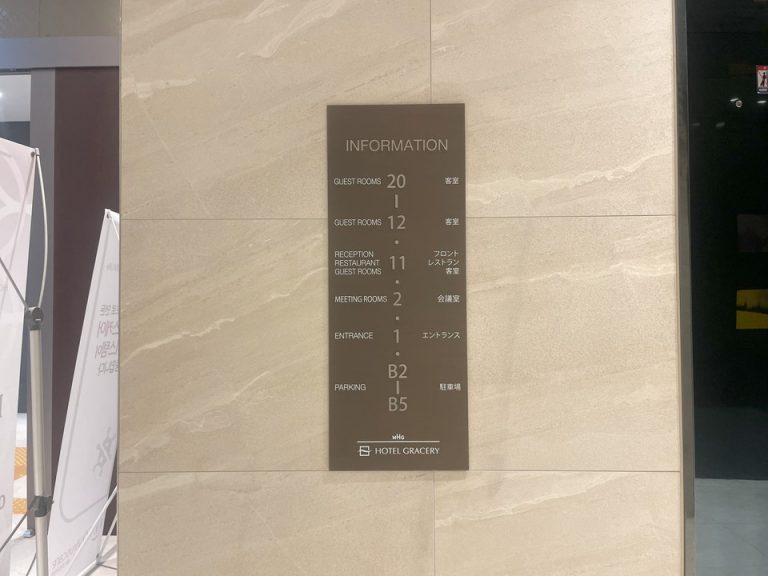 INFORMATION
GUEST ROOMS 20 客室
GUEST ROOMS 12 客室
RECEPTION フロント
RESTAURANT 11 レストラン
GUEST ROOMS 客室
MEETING ROOMS 2 会議室
ENTRANCE 1 エントランス
B2
PARKING 駐車場
B5
WHG
HOTEL GRACERY